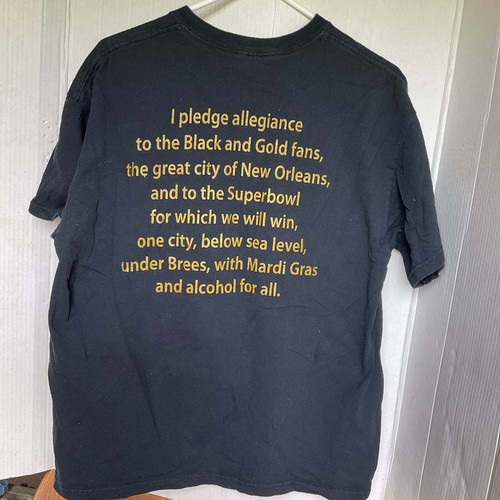 I pledge allegiance
to the Black and Gold fans,
the great city of New Orleans,
and to the Superbowl
for which we will win,
one city, below sea level,
under Brees, with Mardi Gras
and alcohol for all.